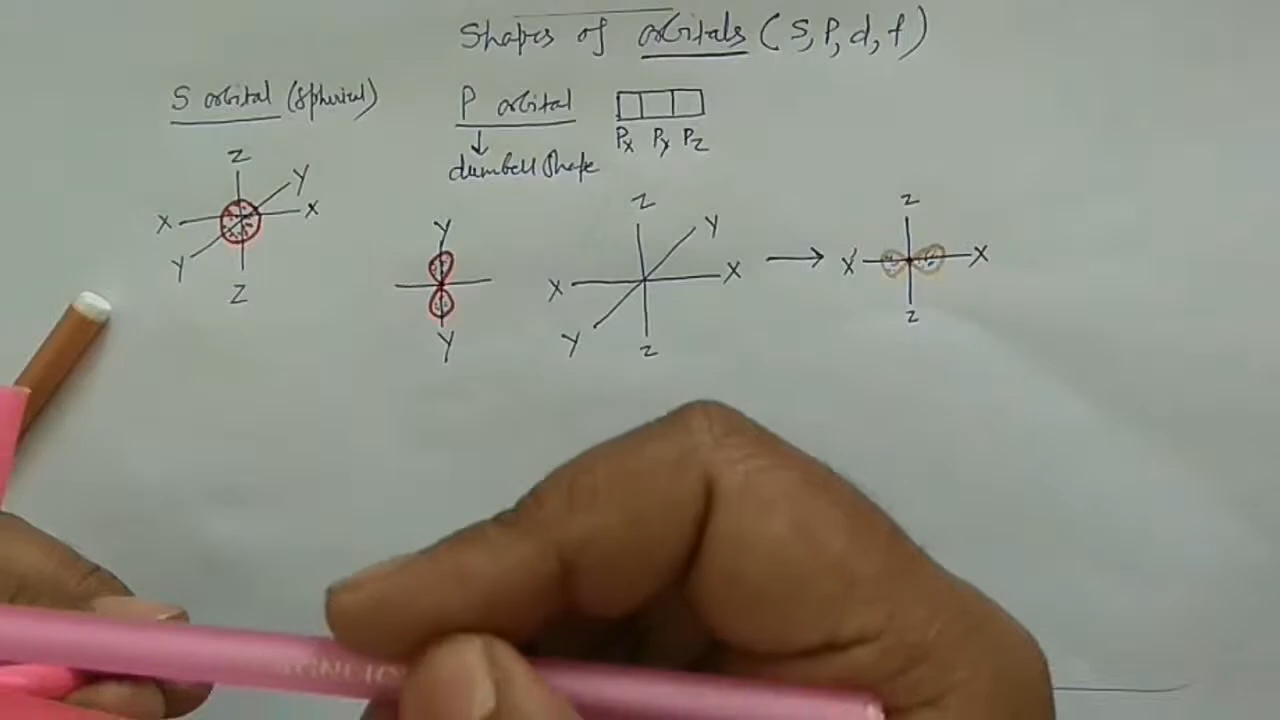 Shapes of orbitals (S, P, d, f)
S orbital (Spherical)
P orbital
Px Py Pz
dumbell shape
Z
Y
X
X
Y
Z
Y
Y
Z
Y
X
X
Y
Z
Z
X
X
Z